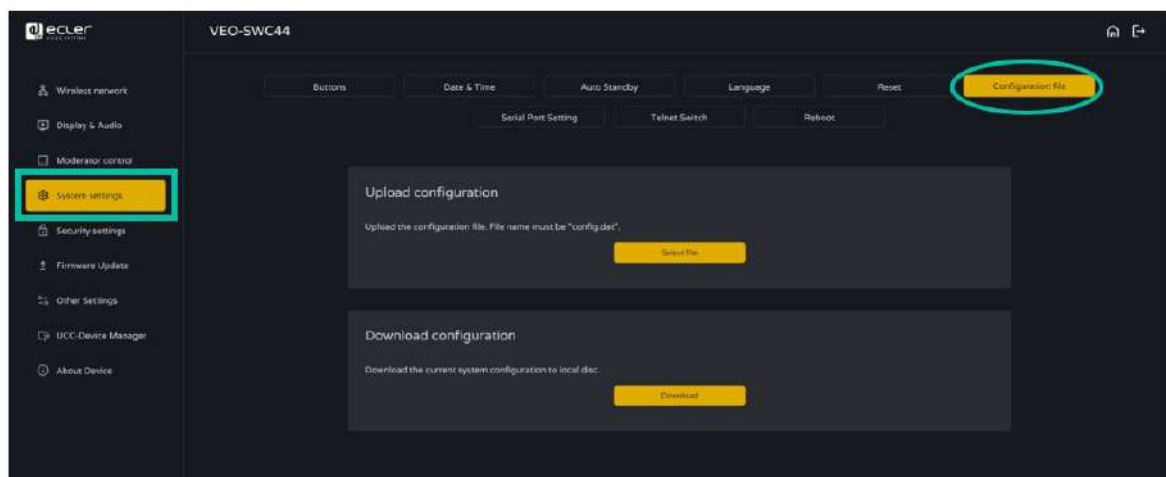 ecler
VEO-SWC44
Wireless network
Display & Audio
Moderator control
System settings
Security settings
Firmware Update
Other Settings
UCC-Device Manager
About Device
Buttons
Date & Time
Auto Standby
Language
Reset
Configuration file
Serial Port Setting
Telnet Switch
Reboot
Upload configuration
Upload the configuration file. File name must be "config.dat".
Select file
Download configuration
Download the current system configuration to local disc.
Download